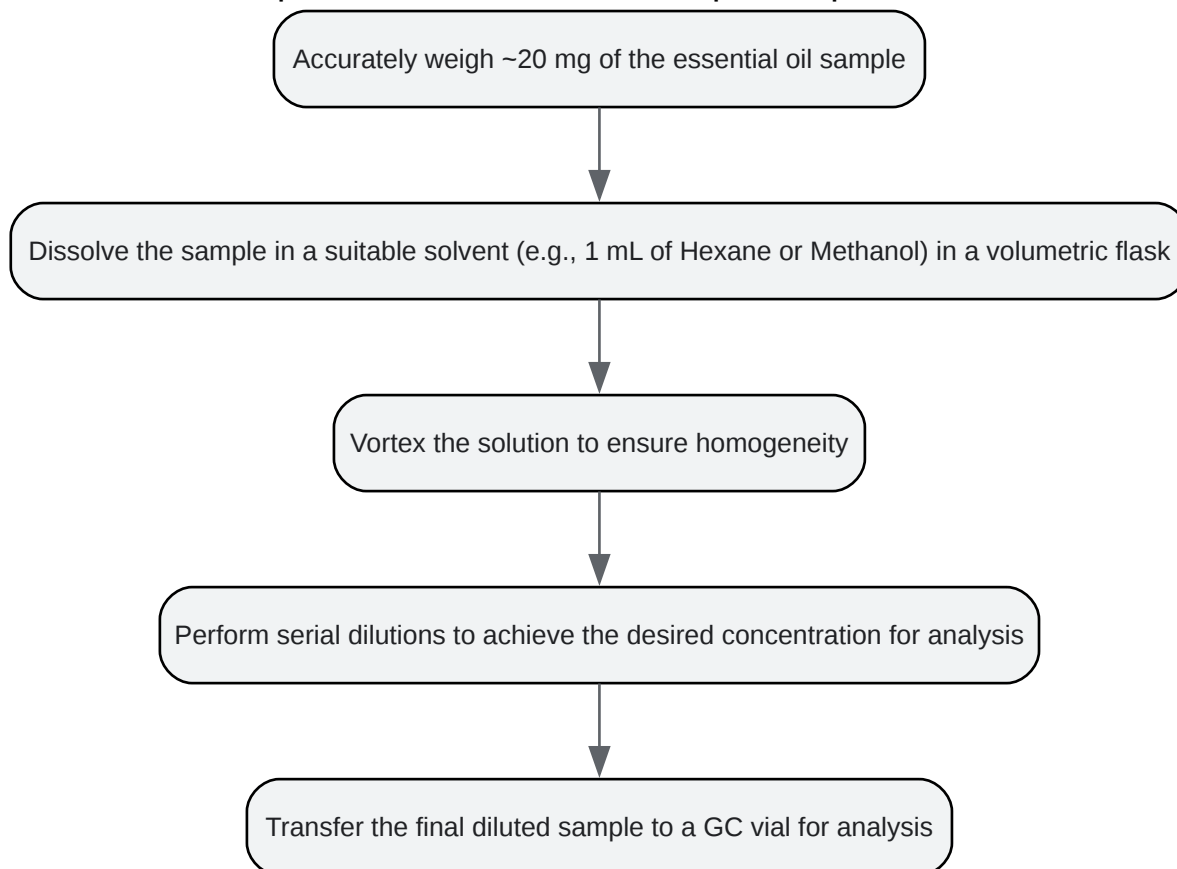 Accurately weigh ~20 mg of the essential oil sample
Dissolve the sample in a suitable solvent (e.g., 1 mL of Hexane or Methanol) in a volumetric flask
Vortex the solution to ensure homogeneity
Perform serial dilutions to achieve the desired concentration for analysis
Transfer the final diluted sample to a GC vial for analysis